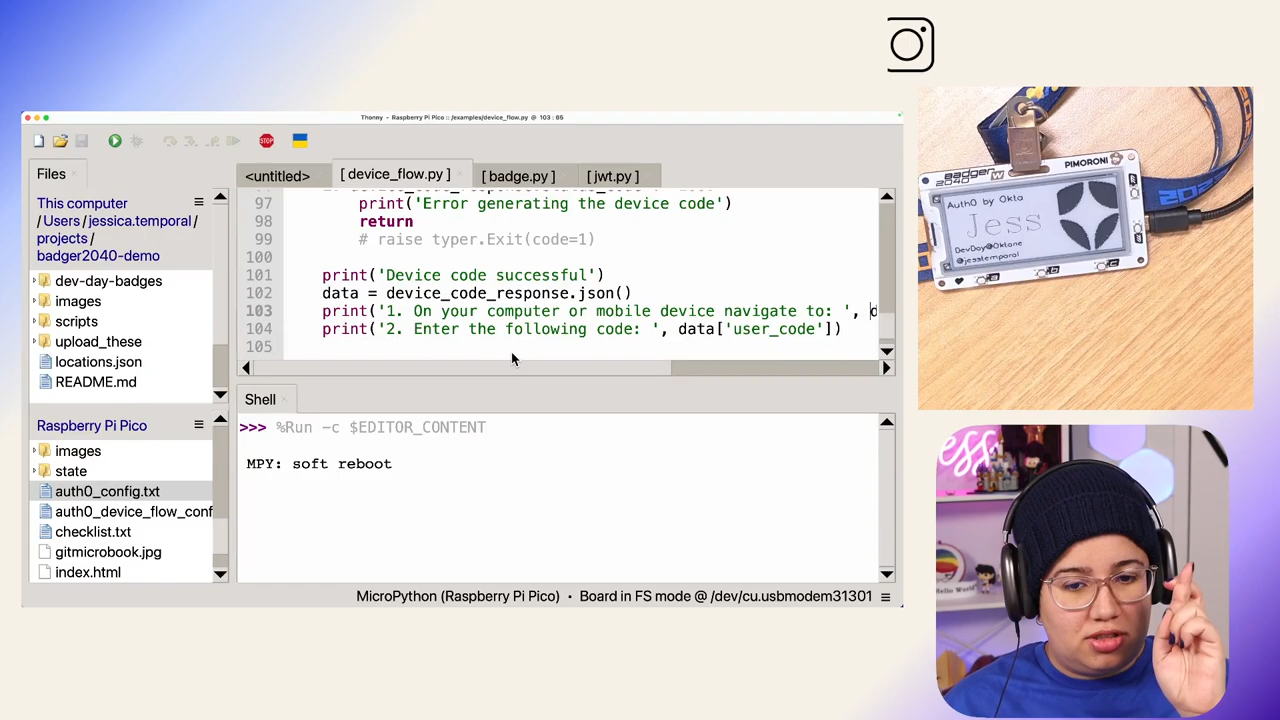 Thonny - Raspberry Pi Pico :: /examples/device_flow.py @ 103 : 65
STOP
Files
<untitled>
[ device_flow.py ]
[ badge.py ]
[ jwt.py ]
This computer
/ Users / jessica.temporal /
projects /
badger2040-demo
dev-day-badges
images
scripts
upload_these
locations.json
README.md
97 print('Error generating the device code')
98 return
99 # raise typer.Exit(code=1)
100
101 print('Device code successful')
102 data = device_code_response.json()
103 print('1. On your computer or mobile device navigate to: ', d
104 print('2. Enter the following code: ', data['user_code'])
105
Raspberry Pi Pico
images
state
auth0_config.txt
auth0_device_flow_conf
checklist.txt
gitmicrobook.jpg
index.html
Shell
>>> %Run -c $EDITOR_CONTENT
MPY: soft reboot
MicroPython (Raspberry Pi Pico) • Board in FS mode @ /dev/cu.usbmodem31301
badger
2040 W
PIMORONI
Auth0 by Okta
Jess
DevDay@Oktane
@jesstemporal
Hello World